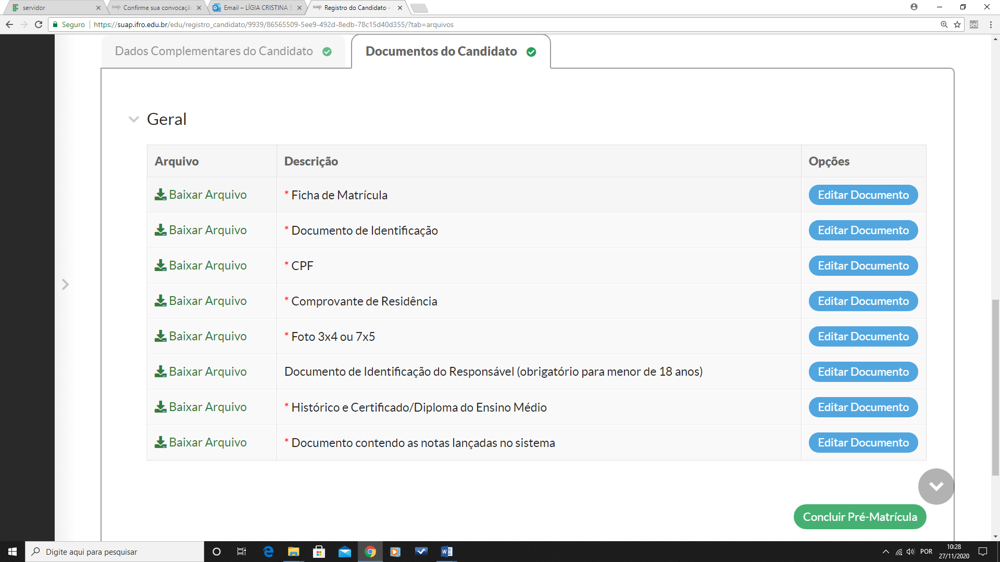 servidor
suap Confirme sua convocaçã
Email – LÍGIA CRISTINA S
suap Registro do Candidato -
Seguro
https://suap.ifro.edu.br/edu/registro_candidato/9939/86565509-5ee9-492d-8edb-78c15d40d355/?tab=arquivos
sei!
Dados Complementares do Candidato
Documentos do Candidato
Geral
Arquivo Descrição Opções
Baixar Arquivo * Ficha de Matrícula Editar Documento
Baixar Arquivo * Documento de Identificação Editar Documento
Baixar Arquivo * CPF Editar Documento
Baixar Arquivo * Comprovante de Residência Editar Documento
Baixar Arquivo * Foto 3x4 ou 7x5 Editar Documento
Baixar Arquivo Documento de Identificação do Responsável (obrigatório para menor de 18 anos) Editar Documento
Baixar Arquivo * Histórico e Certificado/Diploma do Ensino Médio Editar Documento
Baixar Arquivo * Documento contendo as notas lançadas no sistema Editar Documento
Concluir Pré-Matrícula
Digite aqui para pesquisar
POR
10:28
27/11/2020